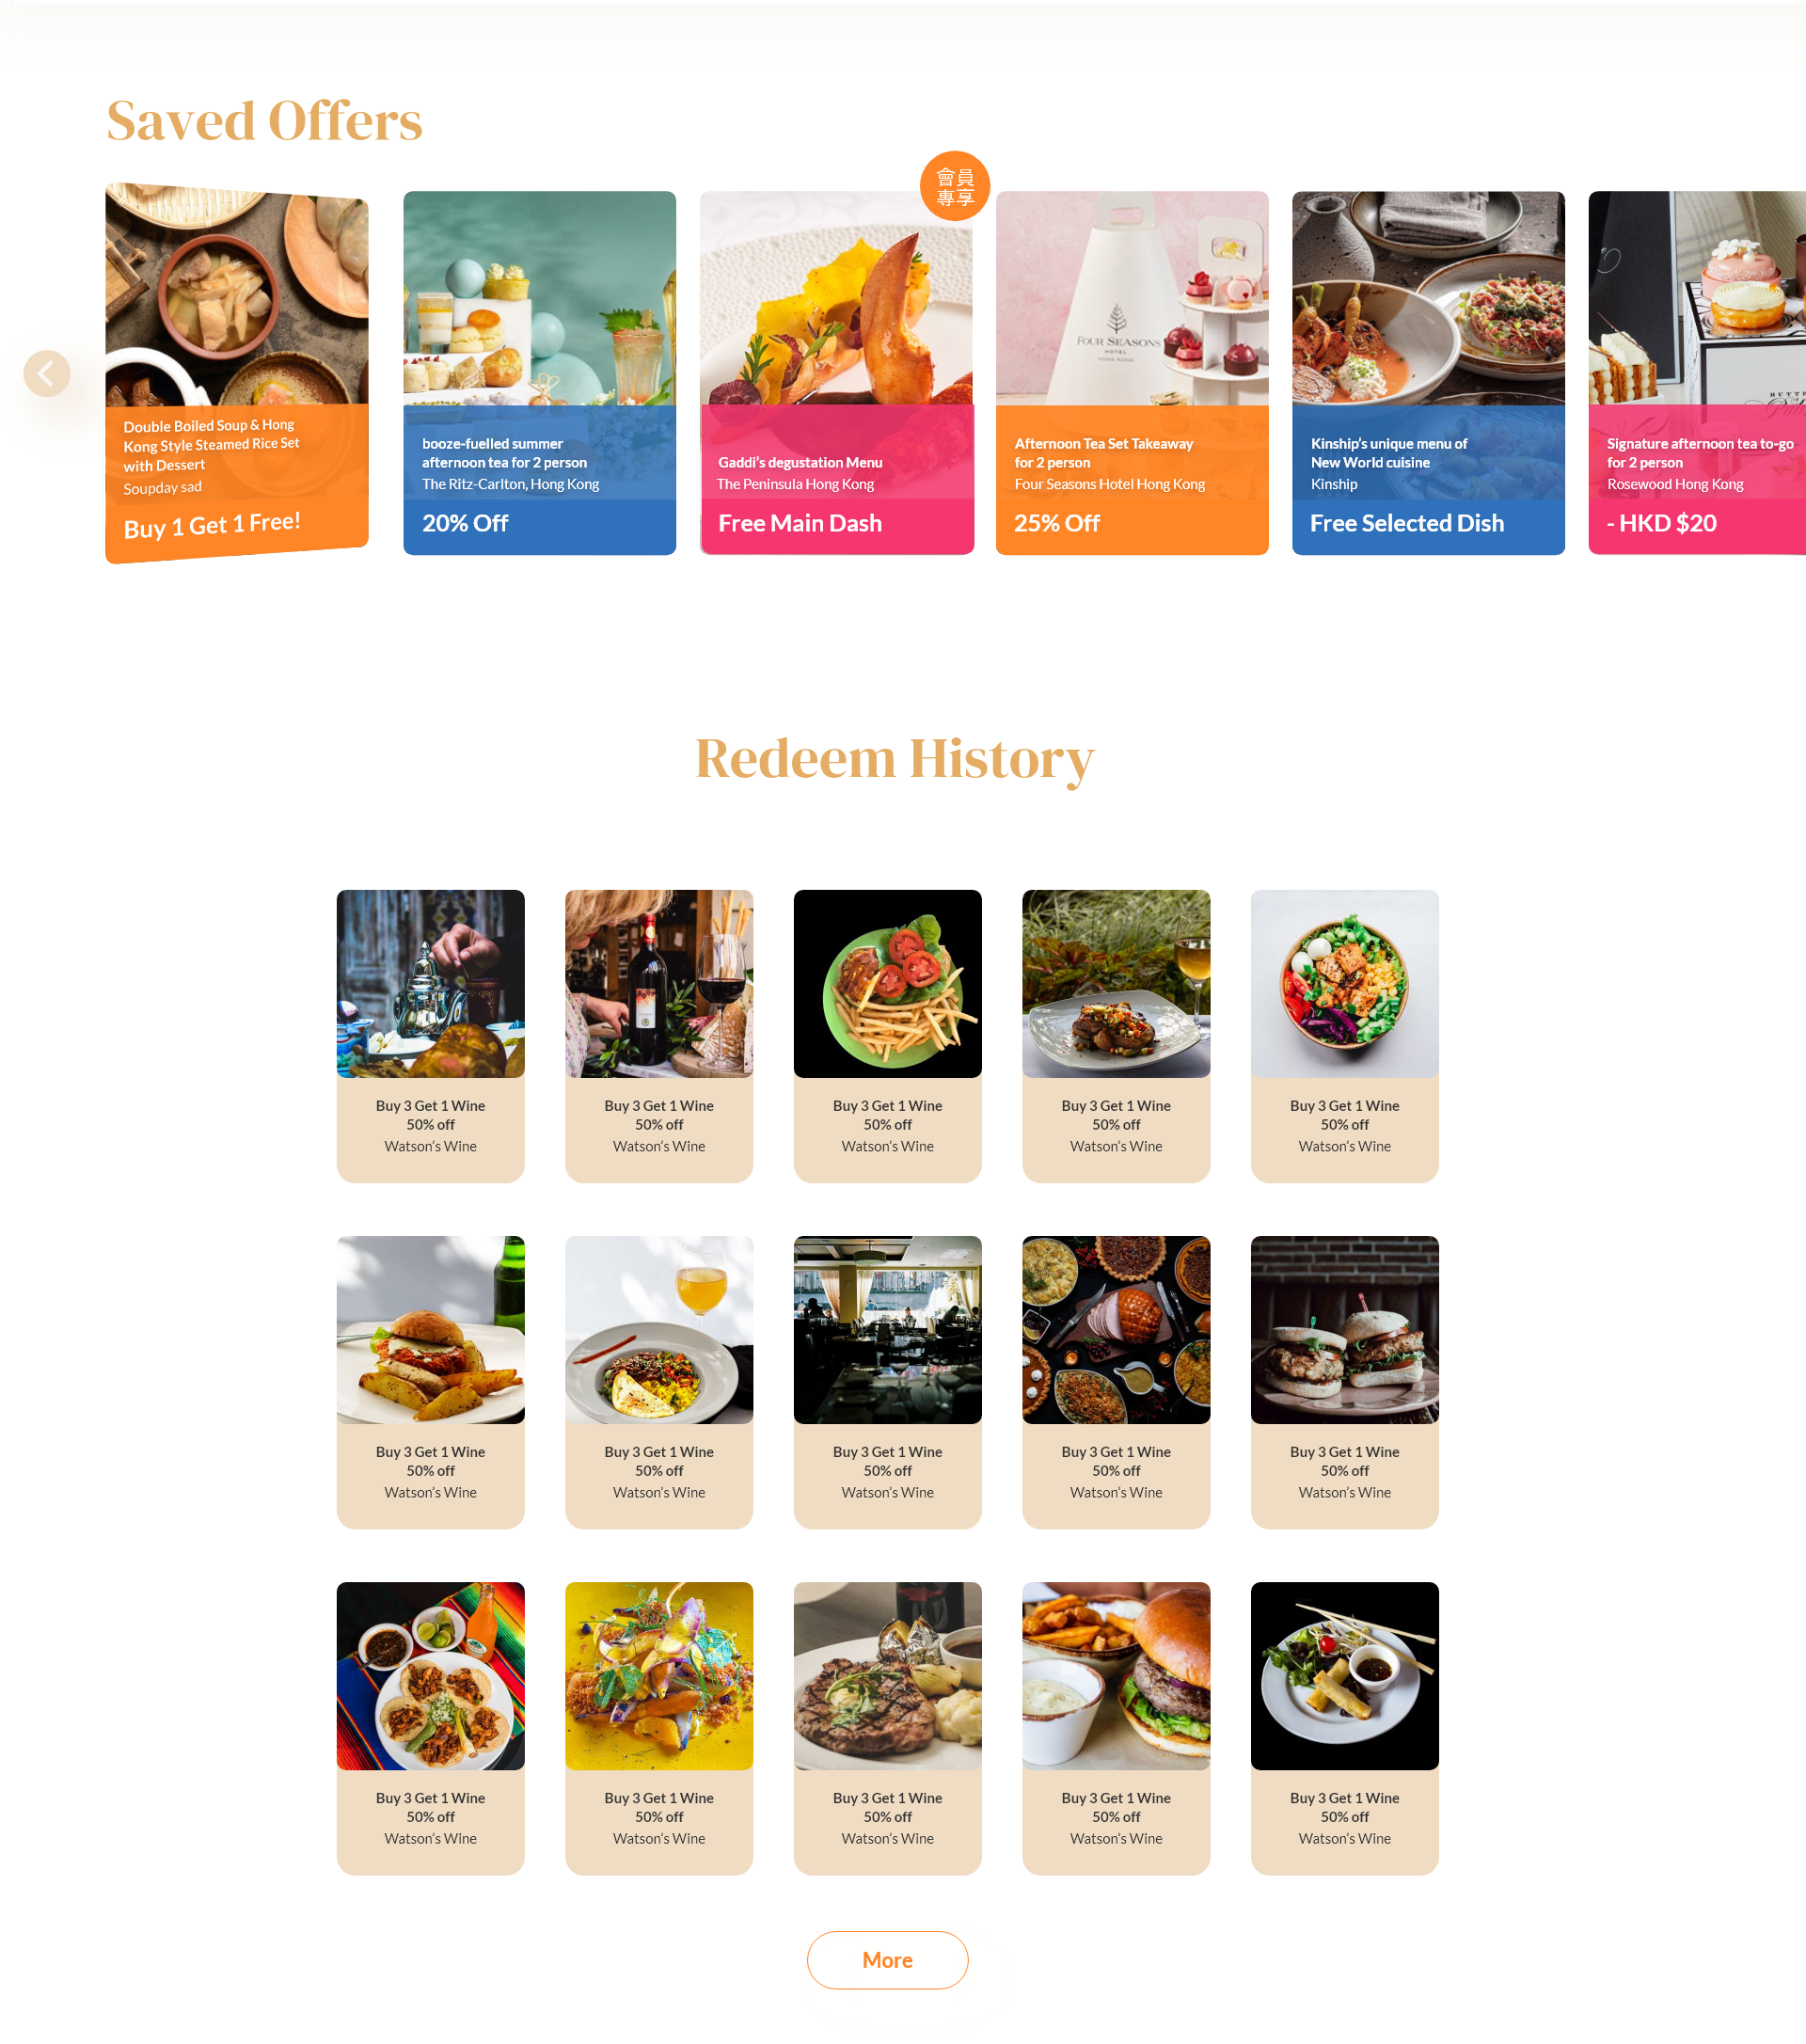 Saved Offers
會員
專享
Double Boiled Soup & Hong
Kong Style Steamed Rice Set
with Dessert
Soupday sad
Buy 1 Get 1 Free!
booze-fuelled summer
afternoon tea for 2 person
The Ritz-Carlton, Hong Kong
20% Off
Gaddi’s degustation Menu
The Peninsula Hong Kong
Free Main Dash
FOUR SEASONS
HOTEL
HONG KONG
Afternoon Tea Set Takeaway
for 2 person
Four Seasons Hotel Hong Kong
25% Off
Kinship’s unique menu of
New World cuisine
Kinship
Free Selected Dish
Signature afternoon tea to-go
for 2 person
Rosewood Hong Kong
- HKD $20
Redeem History
Buy 3 Get 1 Wine
50% off
Watson’s Wine
Buy 3 Get 1 Wine
50% off
Watson’s Wine
Buy 3 Get 1 Wine
50% off
Watson’s Wine
Buy 3 Get 1 Wine
50% off
Watson’s Wine
Buy 3 Get 1 Wine
50% off
Watson’s Wine
Buy 3 Get 1 Wine
50% off
Watson’s Wine
Buy 3 Get 1 Wine
50% off
Watson’s Wine
Buy 3 Get 1 Wine
50% off
Watson’s Wine
Buy 3 Get 1 Wine
50% off
Watson’s Wine
Buy 3 Get 1 Wine
50% off
Watson’s Wine
Buy 3 Get 1 Wine
50% off
Watson’s Wine
Buy 3 Get 1 Wine
50% off
Watson’s Wine
Buy 3 Get 1 Wine
50% off
Watson’s Wine
Buy 3 Get 1 Wine
50% off
Watson’s Wine
Buy 3 Get 1 Wine
50% off
Watson’s Wine
More